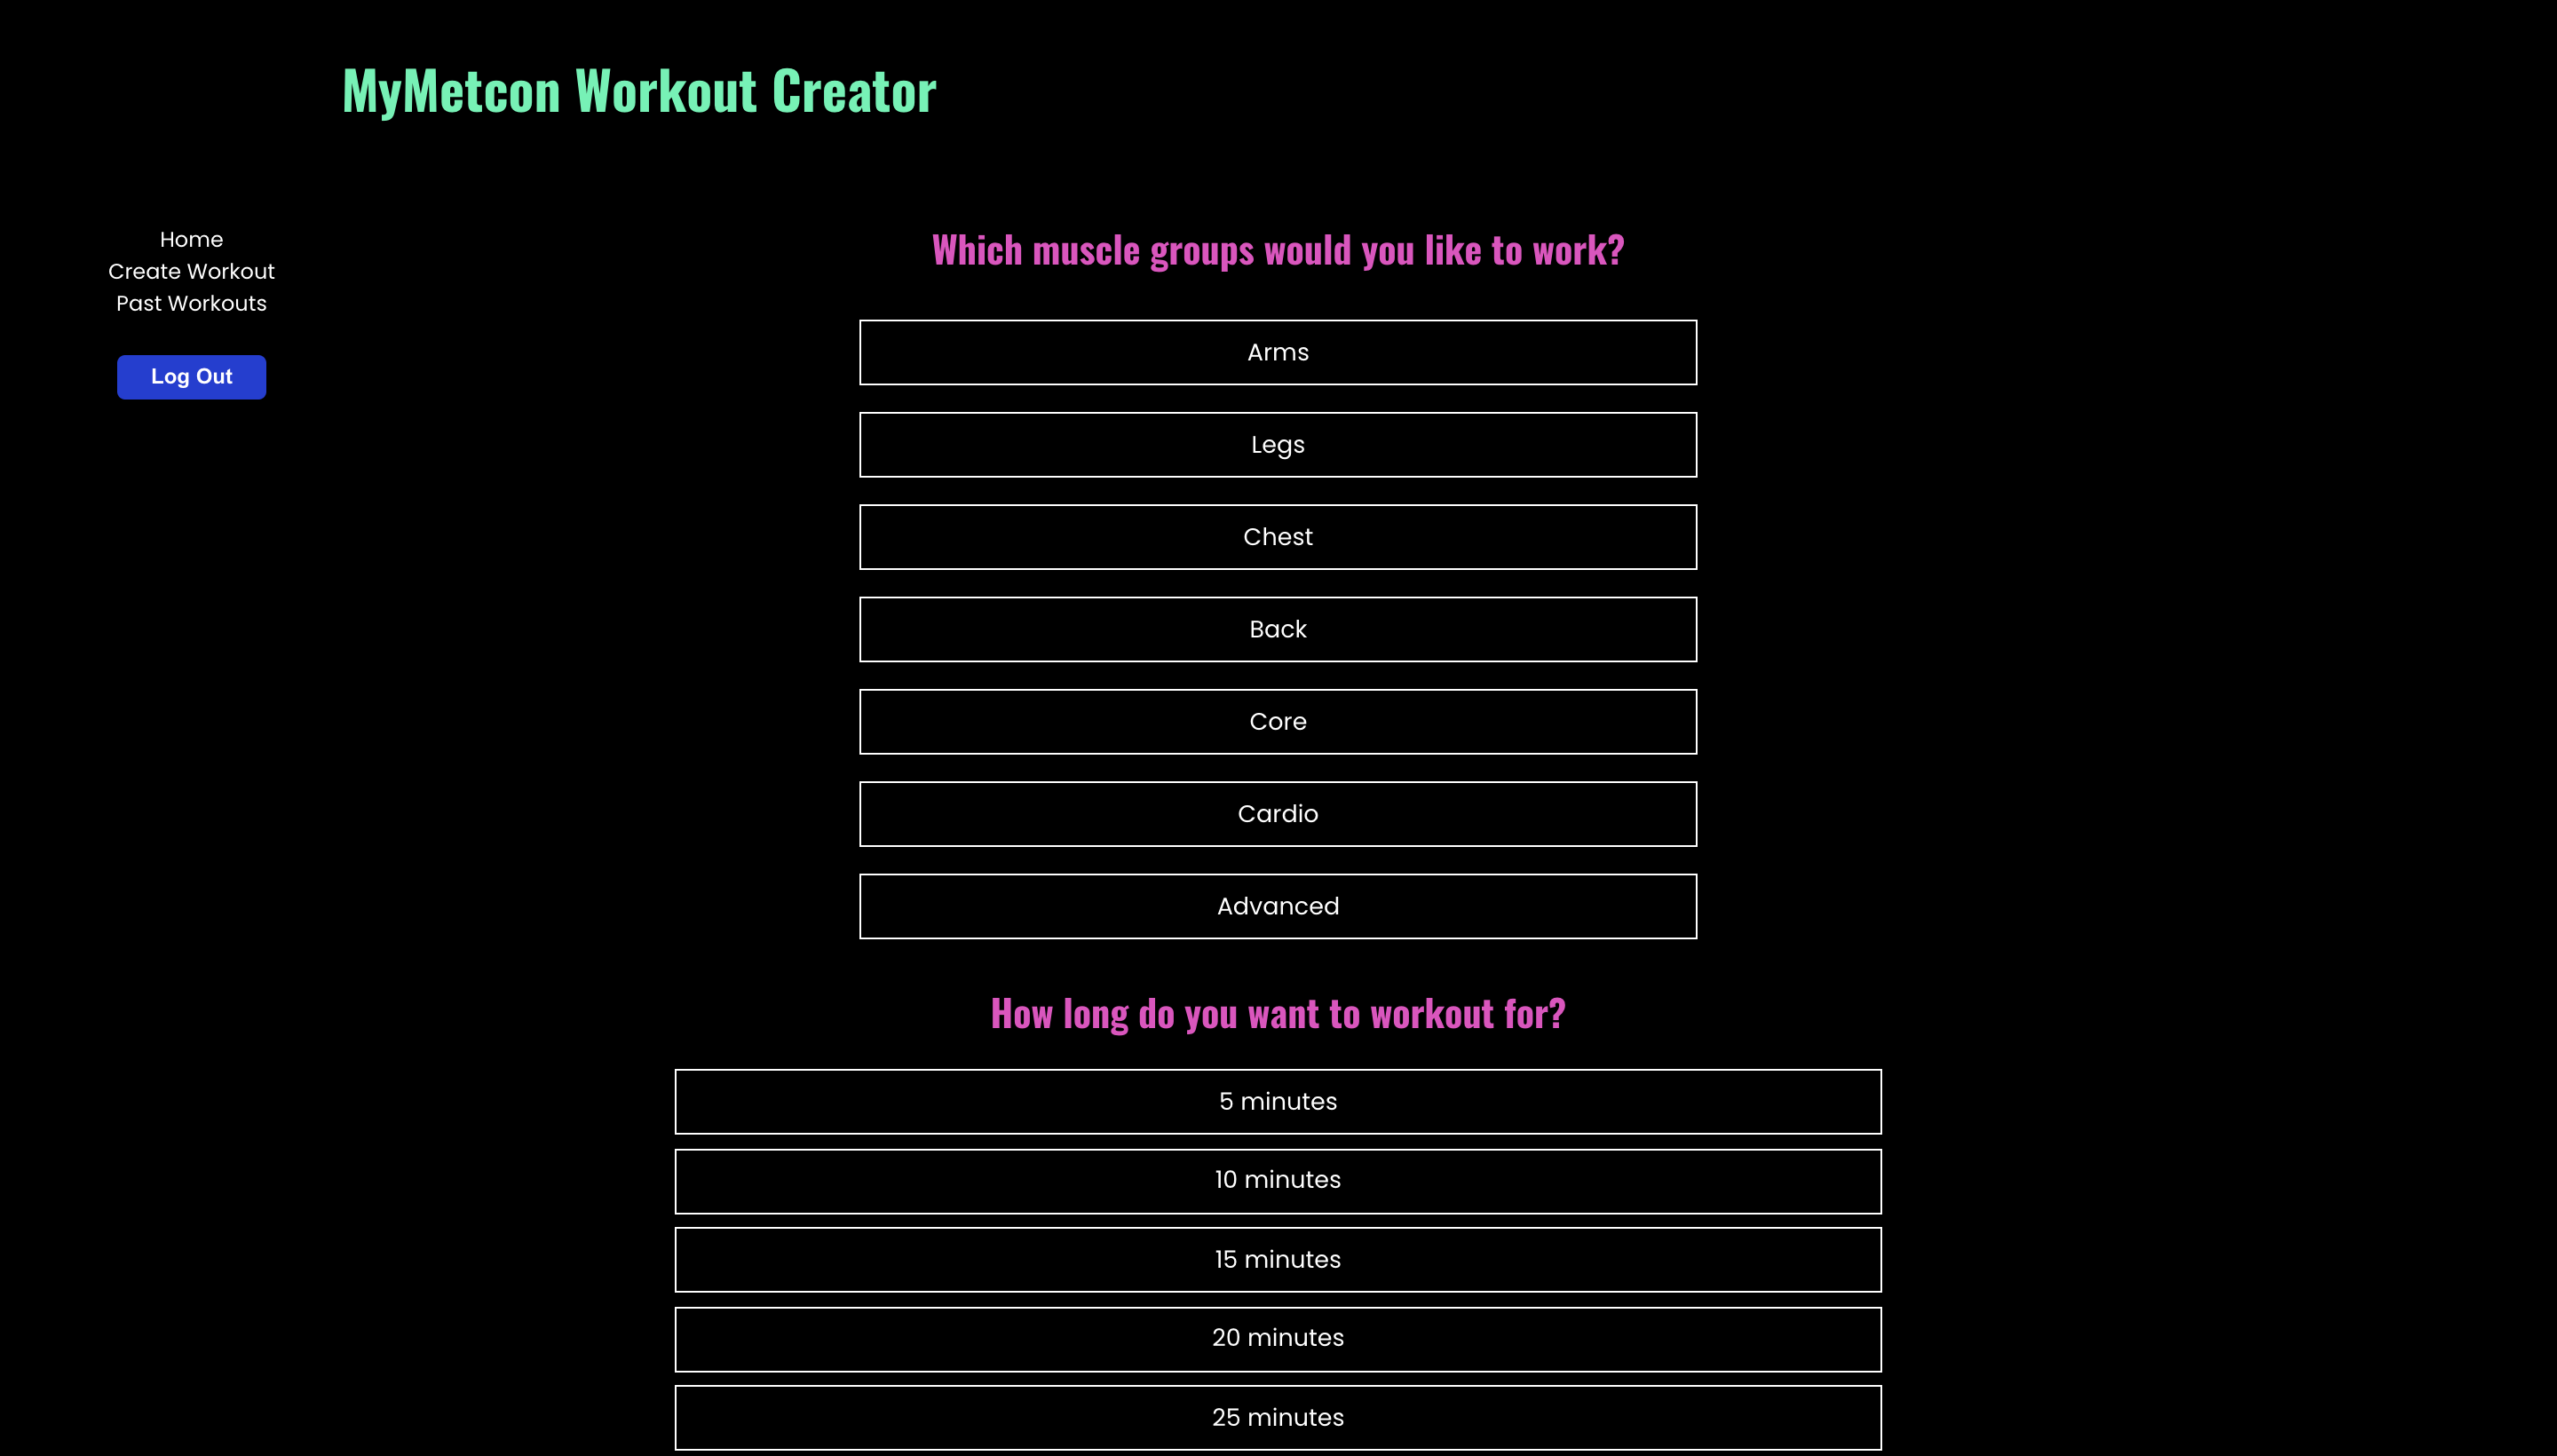 MyMetcon Workout Creator
Home
Create Workout
Past Workouts
Log Out
Which muscle groups would you like to work?
Arms
Legs
Chest
Back
Core
Cardio
Advanced
How long do you want to workout for?
5 minutes
10 minutes
15 minutes
20 minutes
25 minutes